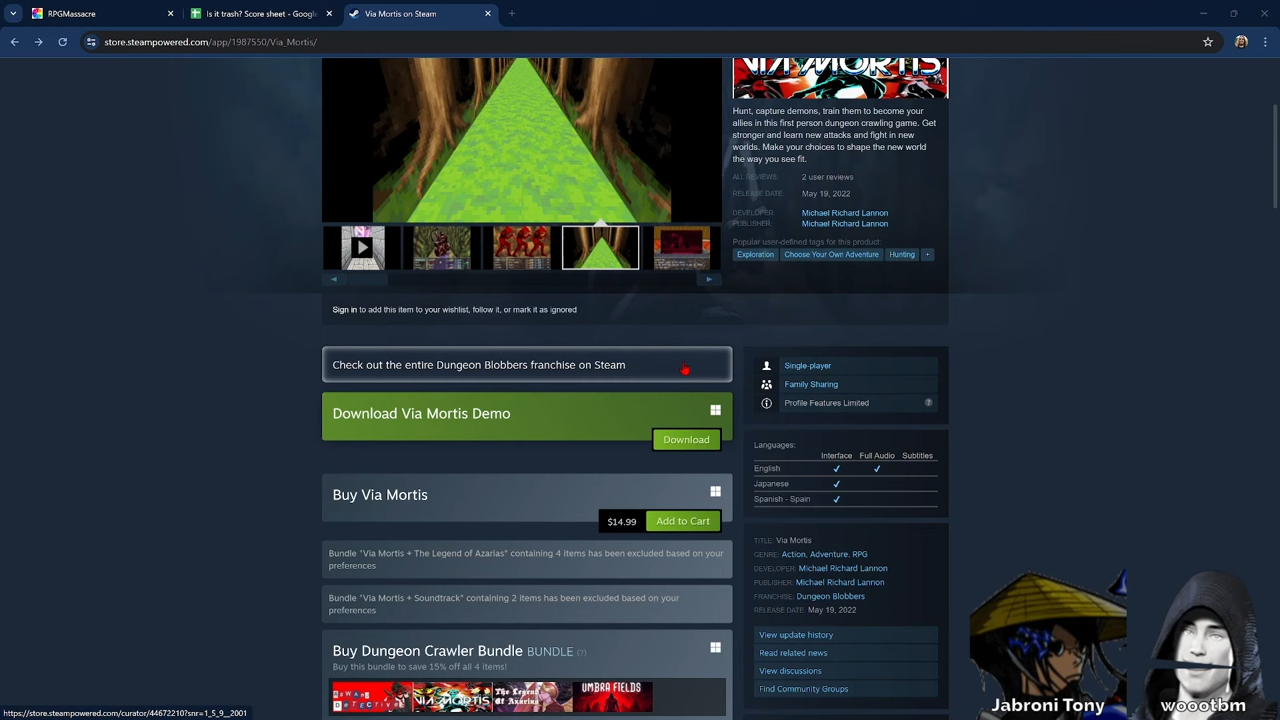 RPGMassacre
Is it trash? Score sheet - Google
Via Mortis on Steam
store.steampowered.com/app/1987550/Via_Mortis/
VIA MORTIS
Hunt, capture demons, train them to become your
allies in this first person dungeon crawling game. Get
stronger and learn new attacks and fight in new
worlds. Make your choices to shape the new world
the way you see fit.
ALL REVIEWS: 2 user reviews
RELEASE DATE: May 19, 2022
DEVELOPER: Michael Richard Lannon
PUBLISHER: Michael Richard Lannon
Popular user-defined tags for this product:
Exploration Choose Your Own Adventure Hunting +
Sign in to add this item to your wishlist, follow it, or mark it as ignored
Check out the entire Dungeon Blobbers franchise on Steam
Download Via Mortis Demo
Download
Buy Via Mortis
$14.99 Add to Cart
Bundle "Via Mortis + The Legend of Azarias" containing 4 items has been excluded based on your
preferences
Bundle "Via Mortis + Soundtrack" containing 2 items has been excluded based on your
preferences
Buy Dungeon Crawler Bundle BUNDLE (?)
Buy this bundle to save 15% off all 4 items!
The Legend
Of Azarias
UMBRA FIELDS
Single-player
Family Sharing
Profile Features Limited ?
Languages:
Interface Full Audio Subtitles
English ✔ ✔
Japanese ✔
Spanish - Spain ✔
TITLE: Via Mortis
GENRE: Action, Adventure, RPG
DEVELOPER: Michael Richard Lannon
PUBLISHER: Michael Richard Lannon
FRANCHISE: Dungeon Blobbers
RELEASE DATE: May 19, 2022
View update history
Read related news
View discussions
Find Community Groups
Jabroni Tony
woootbm
https://store.steampowered.com/curator/44672210?snr=1_5_9__2001